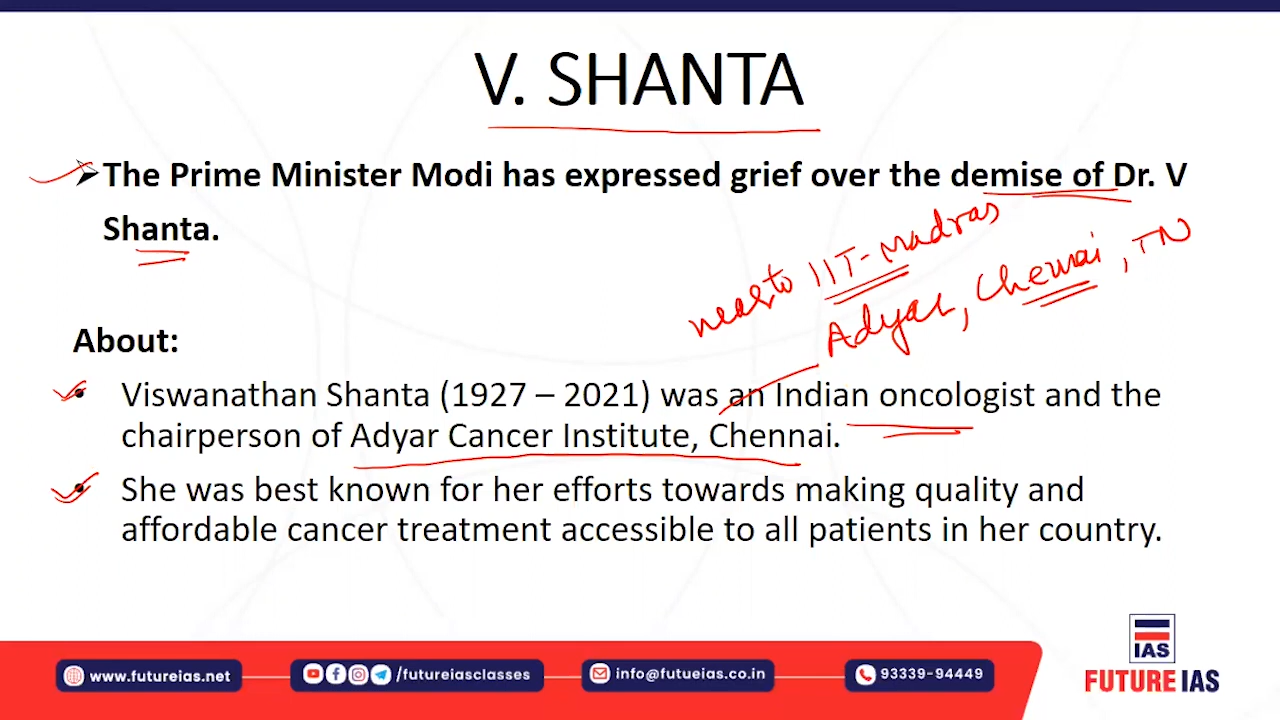 V. SHANTA
➢ The Prime Minister Modi has expressed grief over the demise of Dr. V
Shanta.
near to IIT-Madras
Adyar, Chennai, TN
About:
• Viswanathan Shanta (1927 – 2021) was an Indian oncologist and the
chairperson of Adyar Cancer Institute, Chennai.
• She was best known for her efforts towards making quality and
affordable cancer treatment accessible to all patients in her country.
IAS
FUTURE IAS
www.futureias.net
/futureiasclasses
info@futueias.co.in
93339-94449